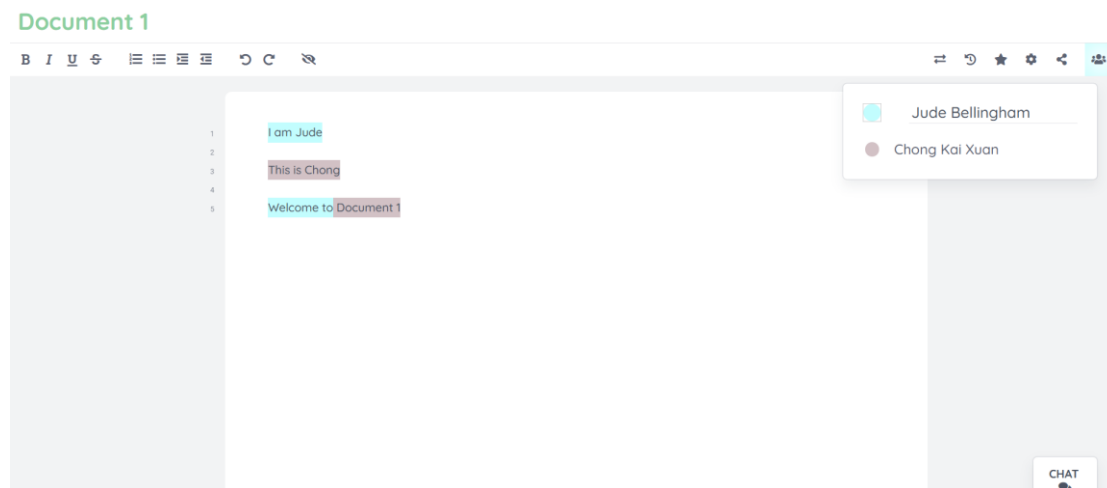 Document 1
B I U S
Jude Bellingham
Chong Kai Xuan
1 I am Jude
2
3 This is Chong
4
5 Welcome to Document 1
CHAT